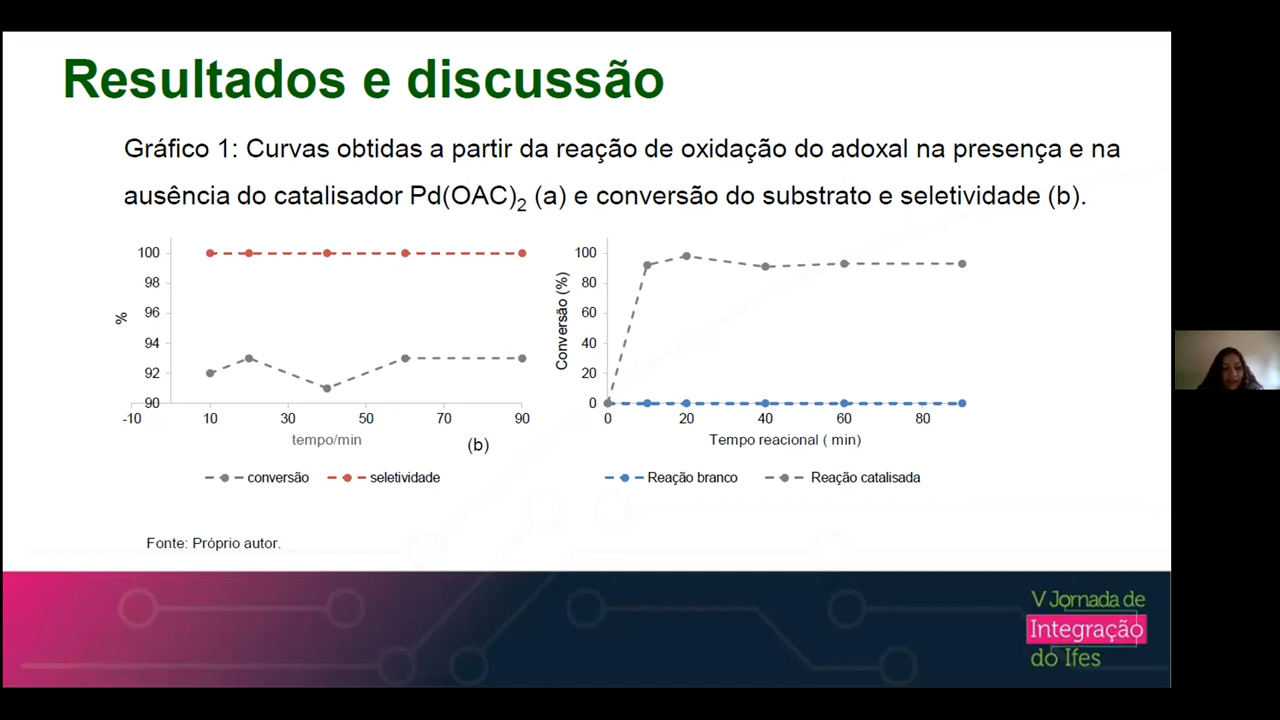 Resultados e discussão
Gráfico 1: Curvas obtidas a partir da reação de oxidação do adoxal na presença e na
ausência do catalisador Pd(OAC)2 (a) e conversão do substrato e seletividade (b).
100
98
96
94
92
90
%
-10 10 30 50 70 90
tempo/min
(b)
conversão seletividade
100
80
60
40
20
0
Conversão (%)
0 20 40 60 80
Tempo reacional ( min)
Reação branco Reação catalisada
Fonte: Próprio autor.
V Jornada de
Integração
do Ifes